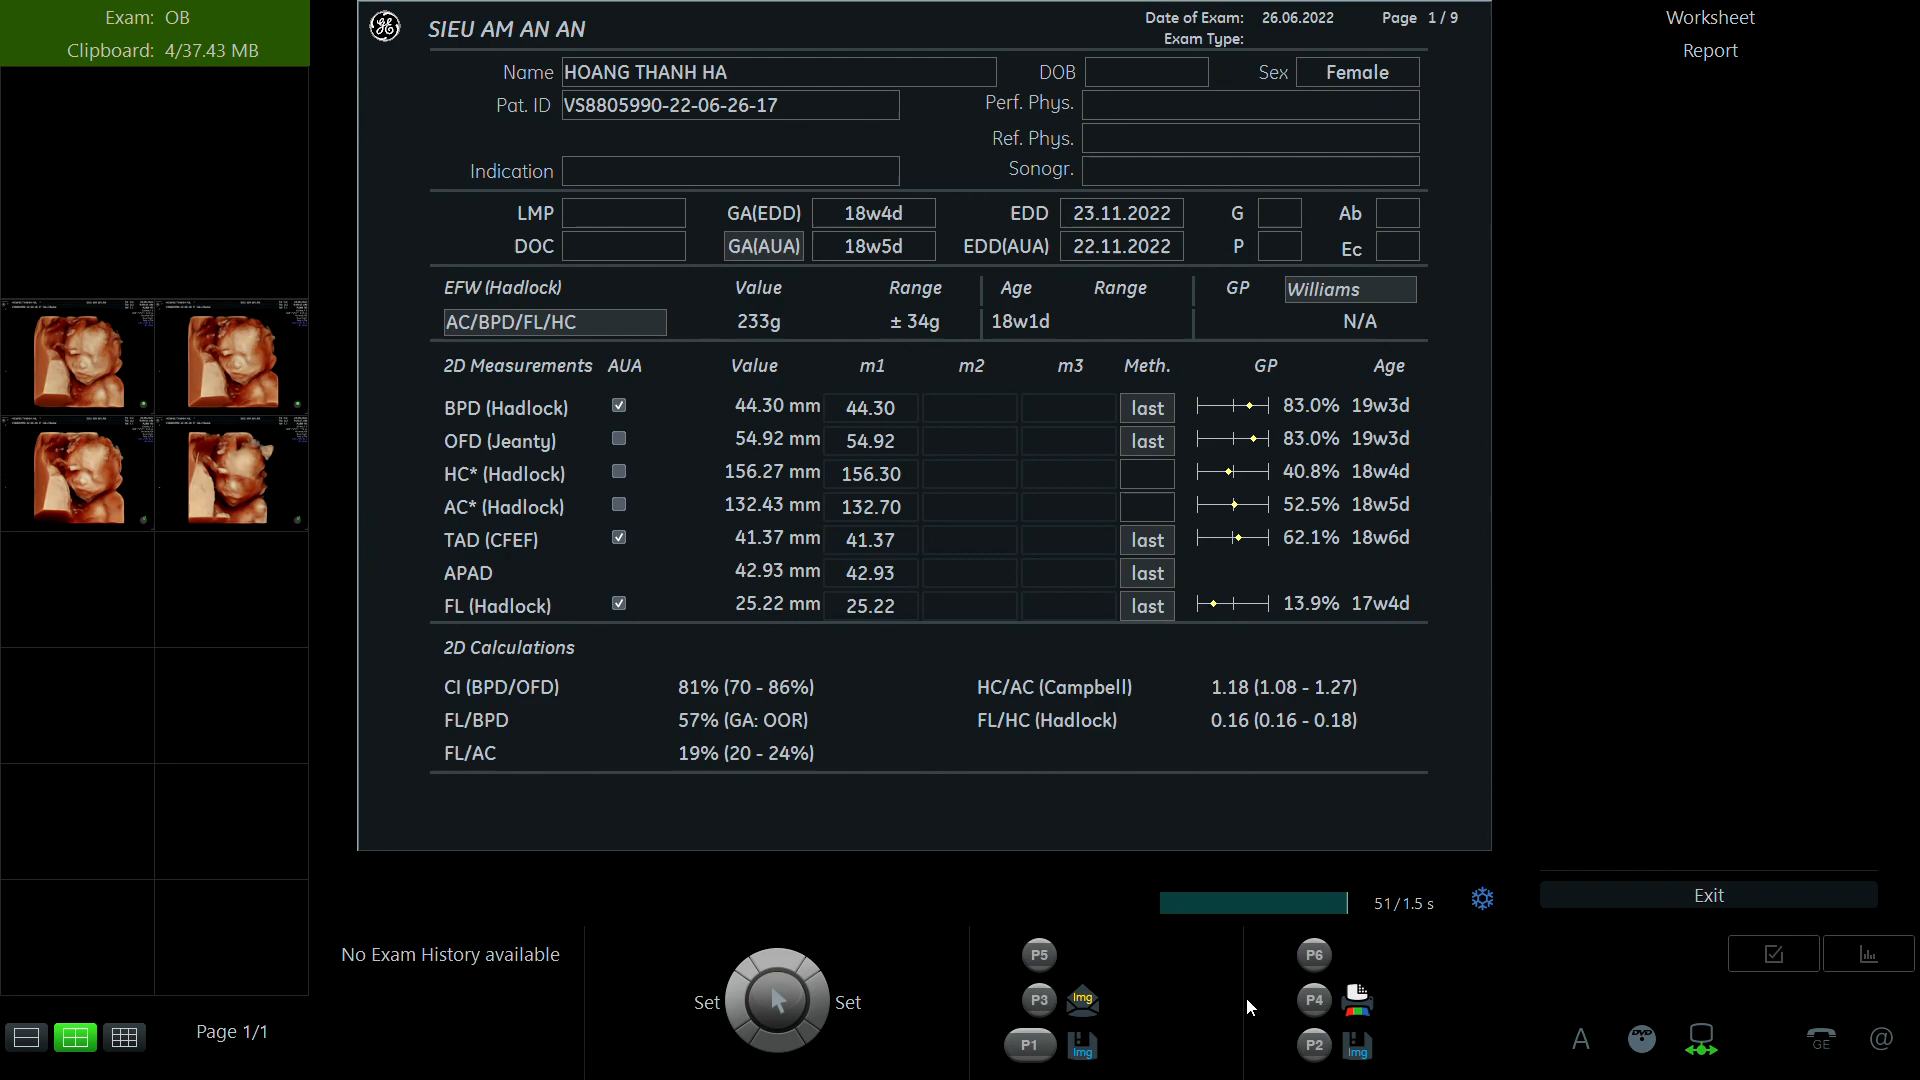 Exam: OB
Clipboard: 4/37.43 MB
SIEU AM AN AN
Date of Exam: 26.06.2022 Page 1 / 9
Exam Type:
Worksheet
Report
Name HOANG THANH HA DOB Sex Female
Pat. ID VS8805990-22-06-26-17 Perf. Phys.
Ref. Phys.
Indication Sonogr.
LMP GA(EDD) 18w4d EDD 23.11.2022 G Ab
DOC GA(AUA) 18w5d EDD(AUA) 22.11.2022 P Ec
EFW (Hadlock) Value Range Age Range GP Williams
AC/BPD/FL/HC 233g ± 34g 18w1d N/A
2D Measurements AUA Value m1 m2 m3 Meth. GP Age
BPD (Hadlock) 44.30 mm 44.30 last 83.0% 19w3d
OFD (Jeanty) 54.92 mm 54.92 last 83.0% 19w3d
HC* (Hadlock) 156.27 mm 156.30 40.8% 18w4d
AC* (Hadlock) 132.43 mm 132.70 52.5% 18w5d
TAD (CFEF) 41.37 mm 41.37 last 62.1% 18w6d
APAD 42.93 mm 42.93 last
FL (Hadlock) 25.22 mm 25.22 last 13.9% 17w4d
2D Calculations
CI (BPD/OFD) 81% (70 - 86%) HC/AC (Campbell) 1.18 (1.08 - 1.27)
FL/BPD 57% (GA: OOR) FL/HC (Hadlock) 0.16 (0.16 - 0.18)
FL/AC 19% (20 - 24%)
51/1.5 s
Exit
No Exam History available
Set Set
P5 P6
P3 Img P4
P1 Img P2 Img
Page 1/1
A DVD GE @